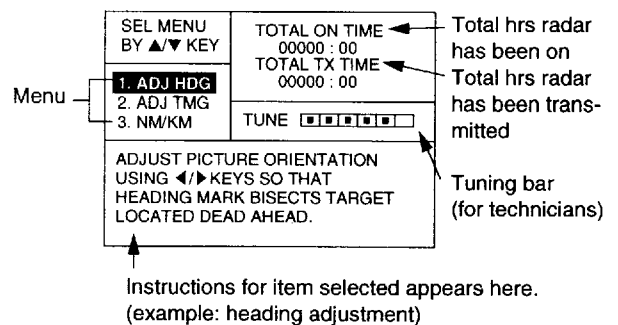 SEL MENU
BY ▲/▼ KEY
TOTAL ON TIME
00000 : 00
TOTAL TX TIME
00000 : 00
Total hrs radar
has been on
Total hrs radar
has been trans-
mitted
Menu
1. ADJ HDG
2. ADJ TMG
3. NM/KM
TUNE
Tuning bar
(for technicians)
ADJUST PICTURE ORIENTATION
USING ◀/▶ KEYS SO THAT
HEADING MARK BISECTS TARGET
LOCATED DEAD AHEAD.
Instructions for item selected appears here.
(example: heading adjustment)